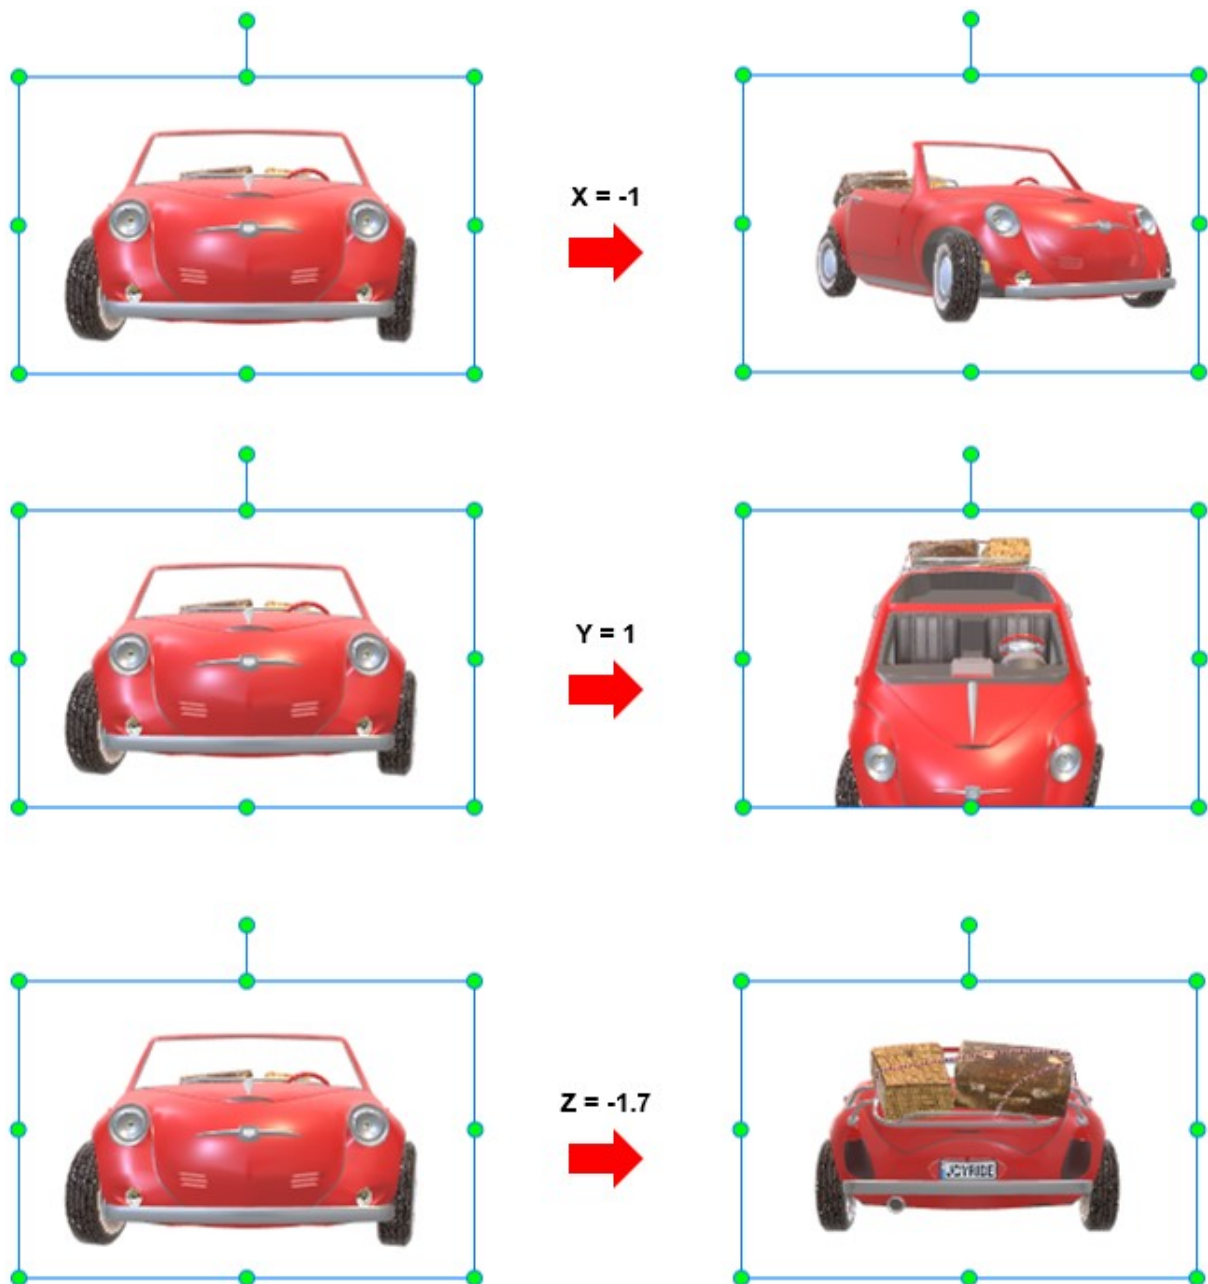 X = -1
Y = 1
Z = -1.7
JOYRIDE